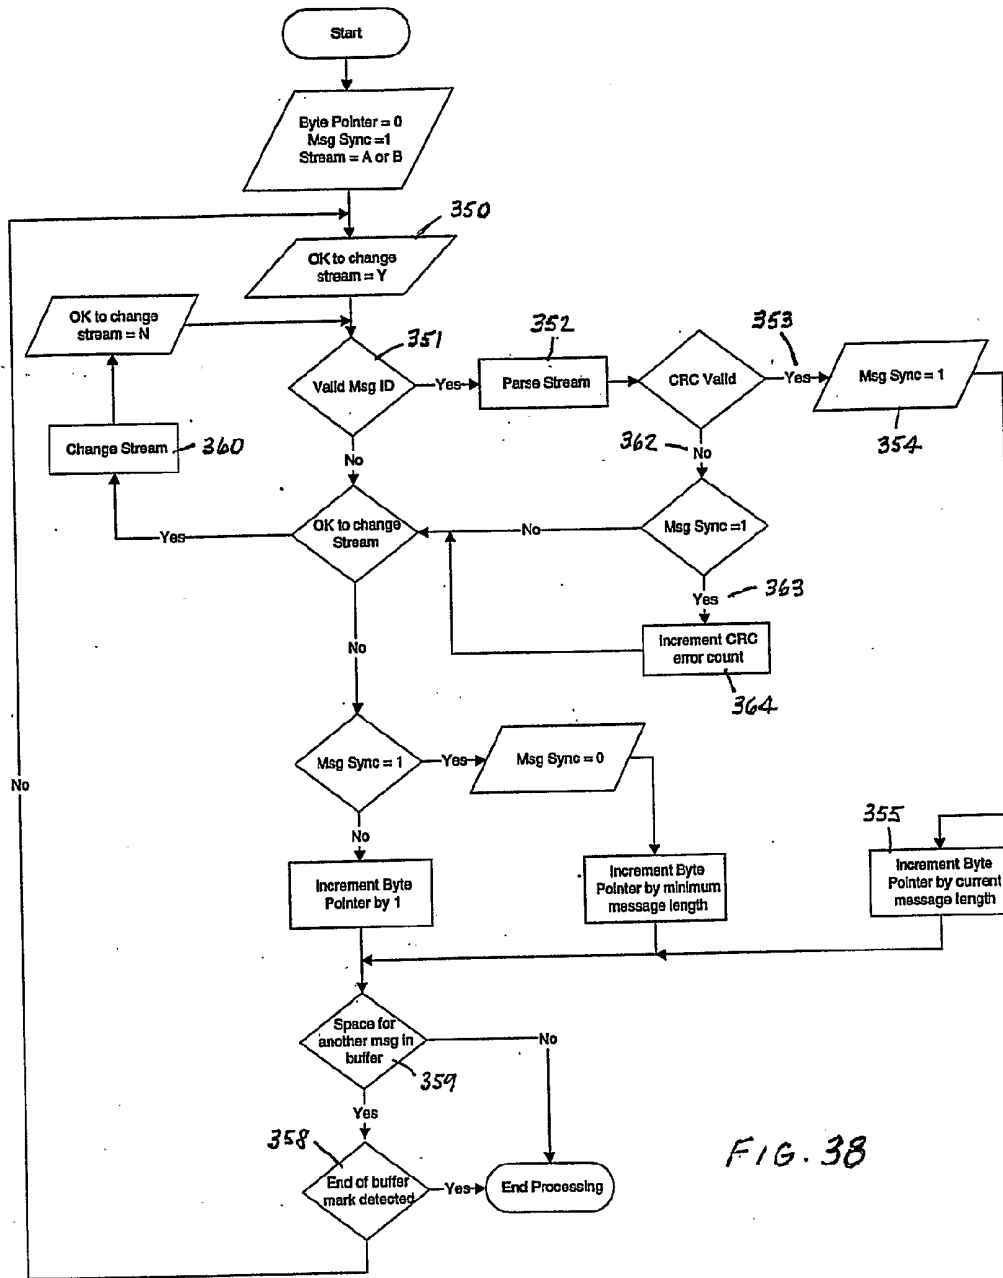 Start
Byte Pointer = 0
Msg Sync =1
Stream = A or B
350
OK to change
stream = Y
OK to change
stream = N
351
Valid Msg ID
Yes
352
Parse Stream
CRC Valid
353
Yes
Msg Sync = 1
354
Change Stream
360
No
362
No
Yes
OK to change
Stream
No
Msg Sync =1
Yes
363
Increment CRC
error count
364
No
No
Msg Sync = 1
Yes
Msg Sync = 0
No
355
Increment Byte
Pointer by 1
Increment Byte
Pointer by minimum
message length
Increment Byte
Pointer by current
message length
Space for
another msg in
buffer
No
359
Yes
358
End of buffer
mark detected
Yes
End Processing
FIG. 38